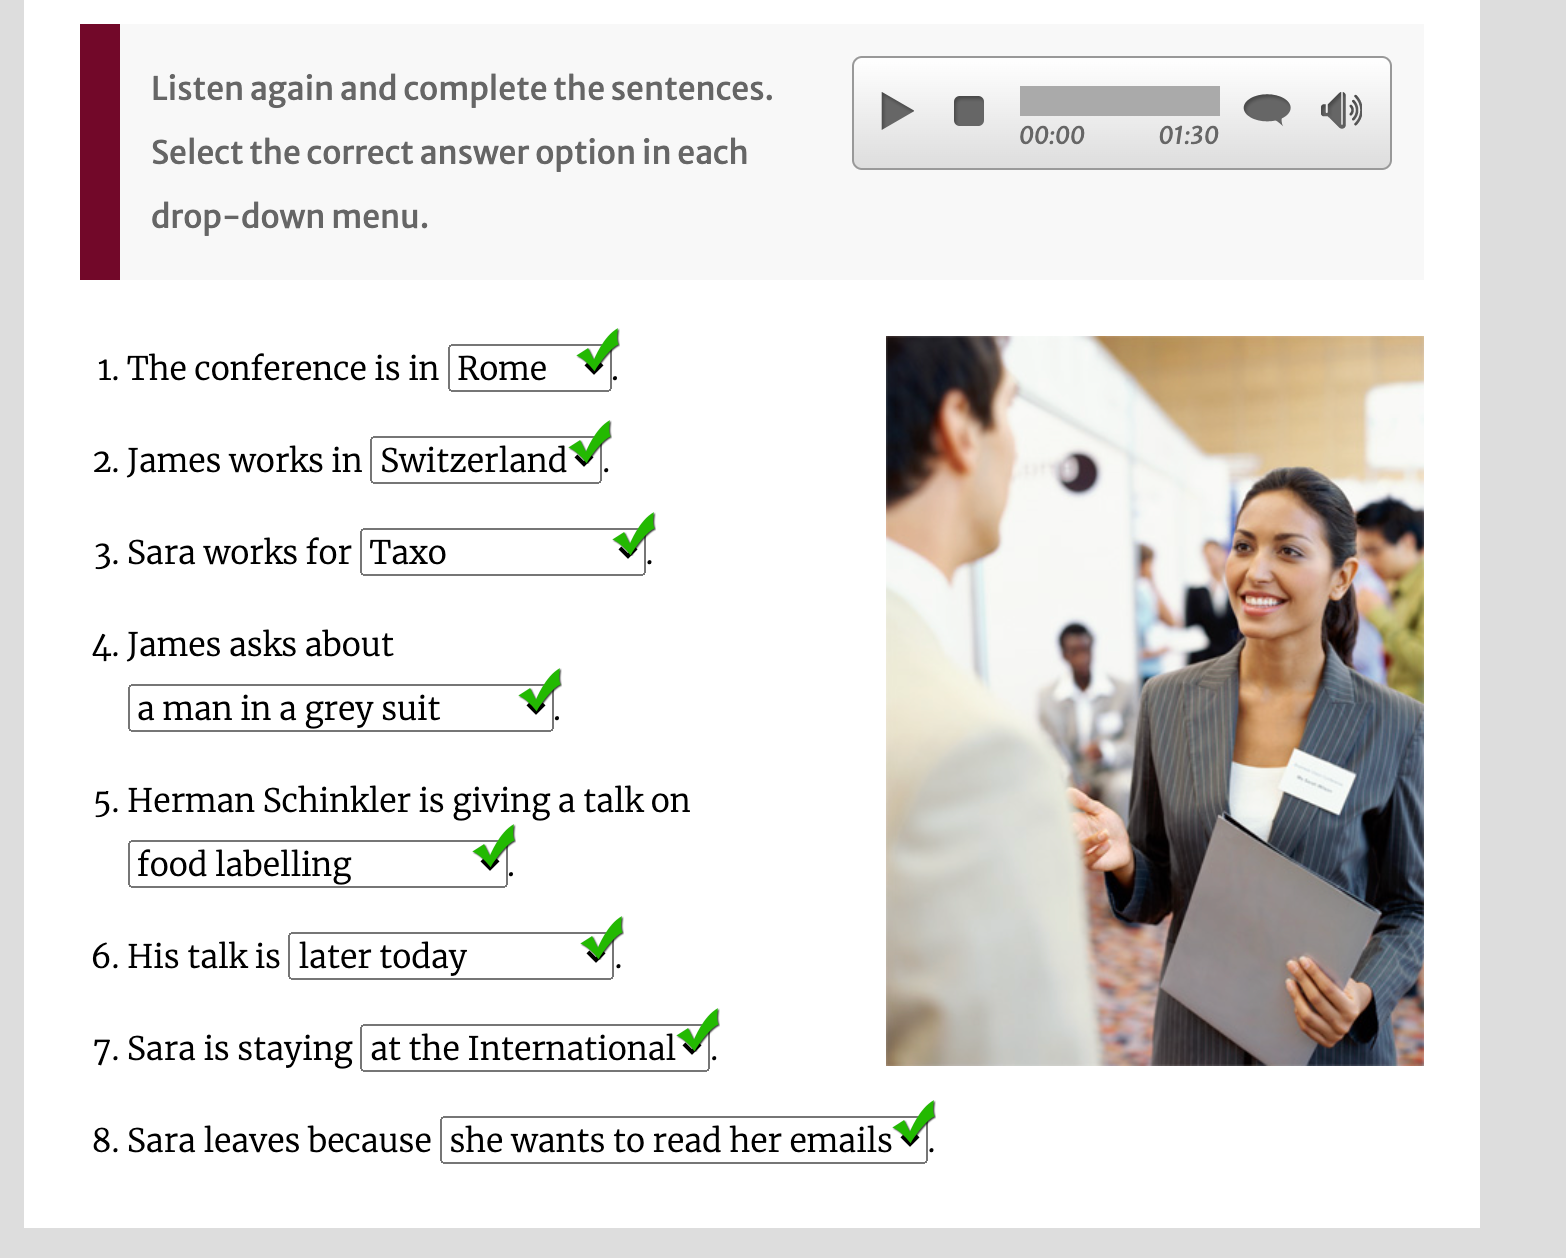 Listen again and complete the sentences.
Select the correct answer option in each
drop-down menu.
00:00 01:30
1. The conference is in Rome.
2. James works in Switzerland.
3. Sara works for Taxo.
4. James asks about
a man in a grey suit.
5. Herman Schinkler is giving a talk on
food labelling.
6. His talk is later today.
7. Sara is staying at the International.
8. Sara leaves because she wants to read her emails.